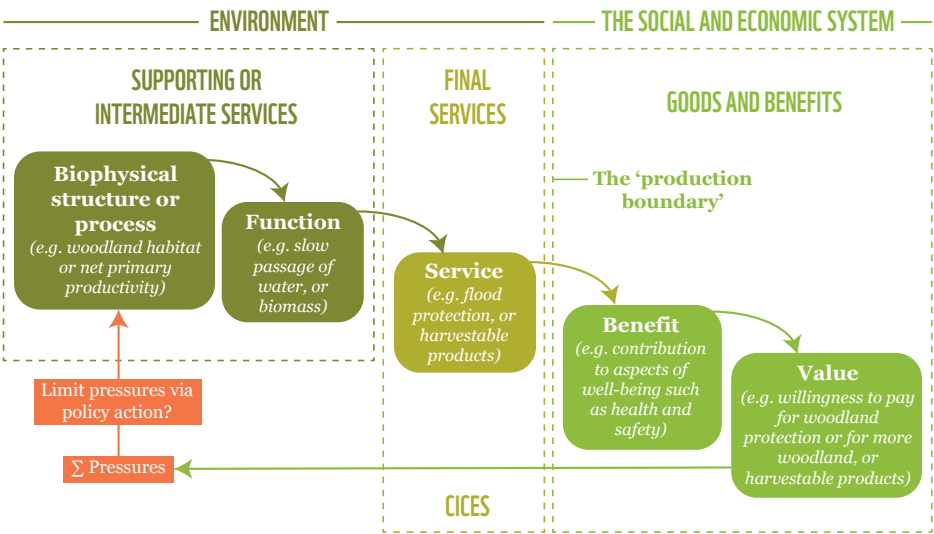 ENVIRONMENT
THE SOCIAL AND ECONOMIC SYSTEM
SUPPORTING OR
INTERMEDIATE SERVICES
FINAL
SERVICES
GOODS AND BENEFITS
Biophysical
structure or
process
(e.g. woodland habitat
or net primary
productivity)
Function
(e.g. slow
passage of
water, or
biomass)
Service
(e.g. flood
protection, or
harvestable
products)
The ‘production
boundary’
Benefit
(e.g. contribution
to aspects of
well-being such
as health and
safety)
Value
(e.g. willingness to pay
for woodland
protection or for more
woodland, or
harvestable products)
Limit pressures via
policy action?
∑ Pressures
CICES